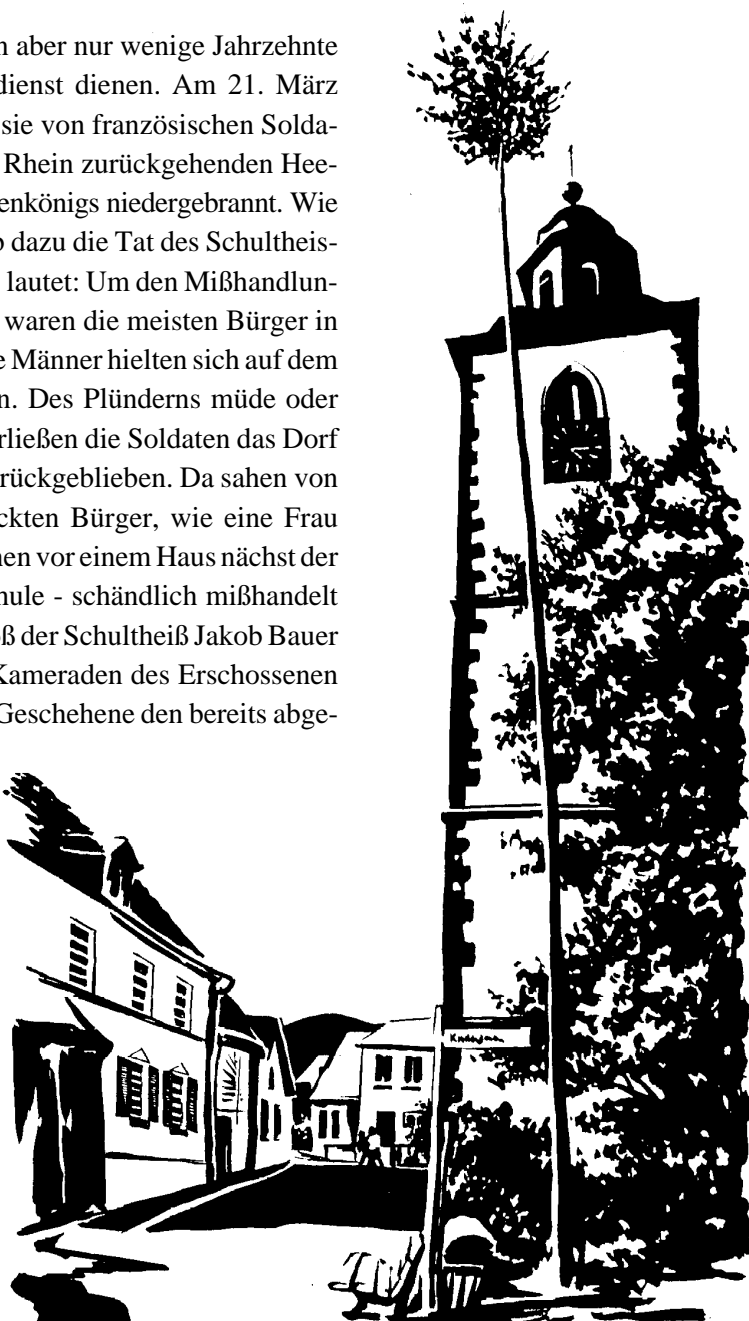 aber nur wenige Jahrzehnte
dienst dienen. Am 21. März
sie von französischen Solda-
Rhein zurückgehenden Hee-
enkönigs niedergebrannt. Wie
dazu die Tat des Schultheis-
lautet: Um den Mißhandlun-
waren die meisten Bürger in
e Männer hielten sich auf dem
n. Des Plünderns müde oder
rließen die Soldaten das Dorf
rückgeblieben. Da sahen von
ckten Bürger, wie eine Frau
en vor einem Haus nächst der
hule - schändlich mißhandelt
ß der Schultheiß Jakob Bauer
Kameraden des Erschossenen
Geschehene den bereits abge-